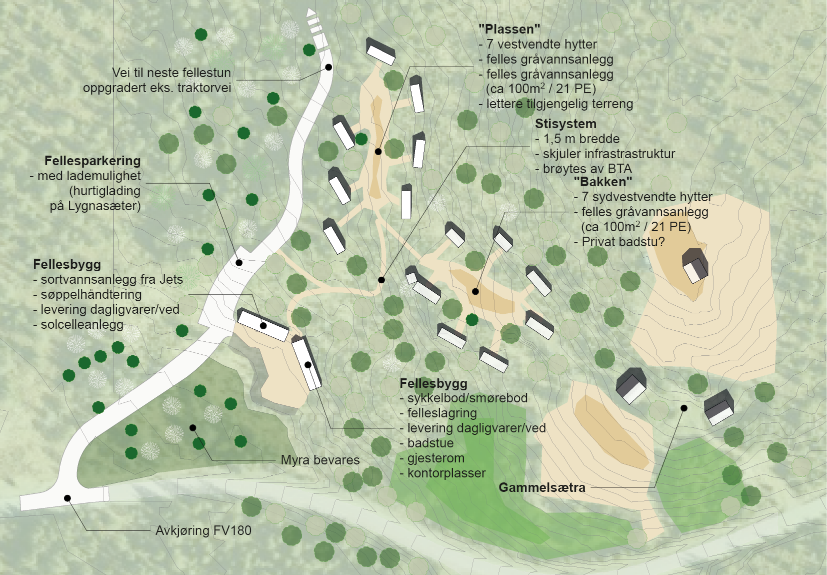 "Plassen"
- 7 vestvendte hytter
- felles gråvannsanlegg
- felles gråvannsanlegg
(ca 100m² / 21 PE)
- lettere tilgjengelig terreng
Vei til neste fellestun
oppgradert eks. traktorvei
Stisystem
- 1,5 m bredde
- skjuler infrastrastruktur
- brøytes av BTA
Fellesparkering
- med lademulighet
(hurtiglading
på Lygnasæter)
"Bakken"
- 7 sydvestvendte hytter
- felles gråvannsanlegg
(ca 100m² / 21 PE)
- Privat badstu?
Fellesbygg
- sortvannsanlegg fra Jets
- søppelhåndtering
- levering dagligvarer/ved
- solcelleanlegg
Fellesbygg
- sykkelbod/smørebod
- felleslagring
- levering dagligvarer/ved
- badstue
- gjesterom
- kontorplasser
Myra bevares
Gammelsætra
Avkjøring FV180